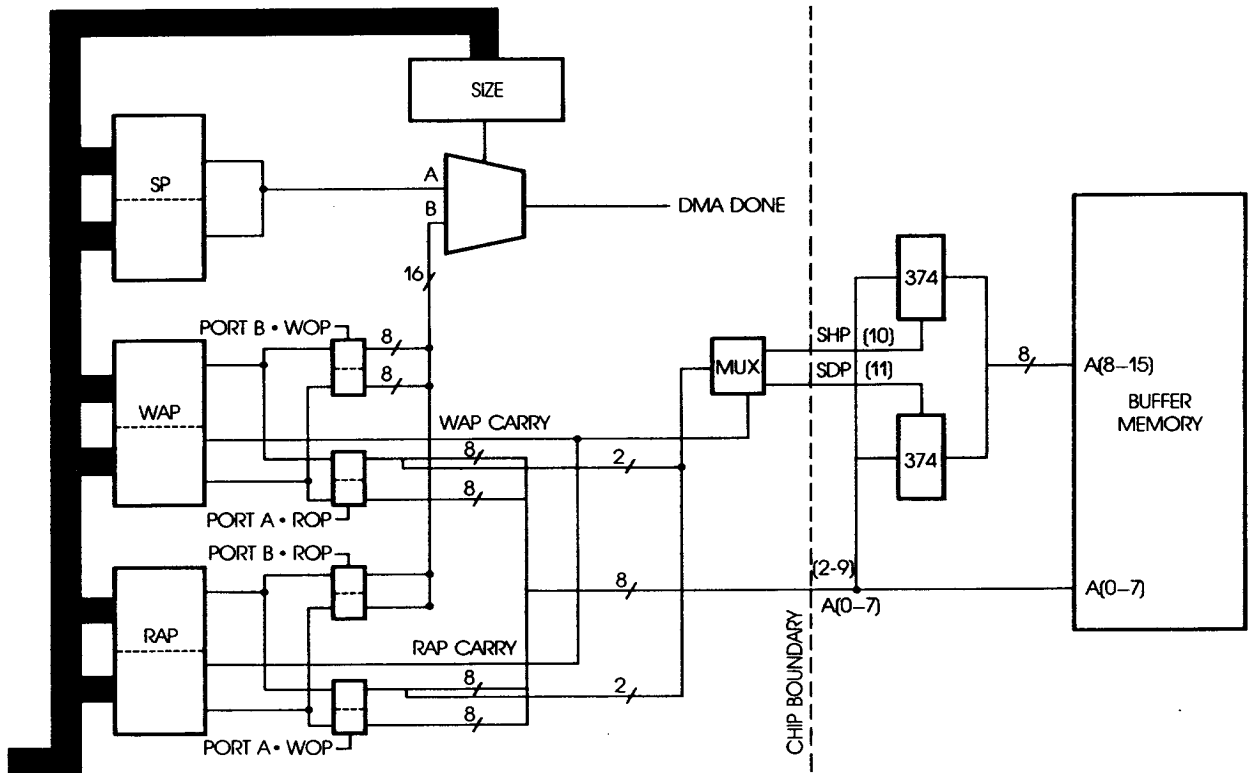 SIZE
SP
A
B
DMA DONE
16
374
PORT B • WOP
8
8
SHP (10)
MUX
SDP (11)
8
A(8–15)
BUFFER
MEMORY
WAP
WAP CARRY
8
2
374
8
PORT A • ROP
PORT B • ROP
(2-9)
8
A(0–7)
A(0–7)
RAP
RAP CARRY
8
2
8
PORT A • WOP
CHIP BOUNDARY